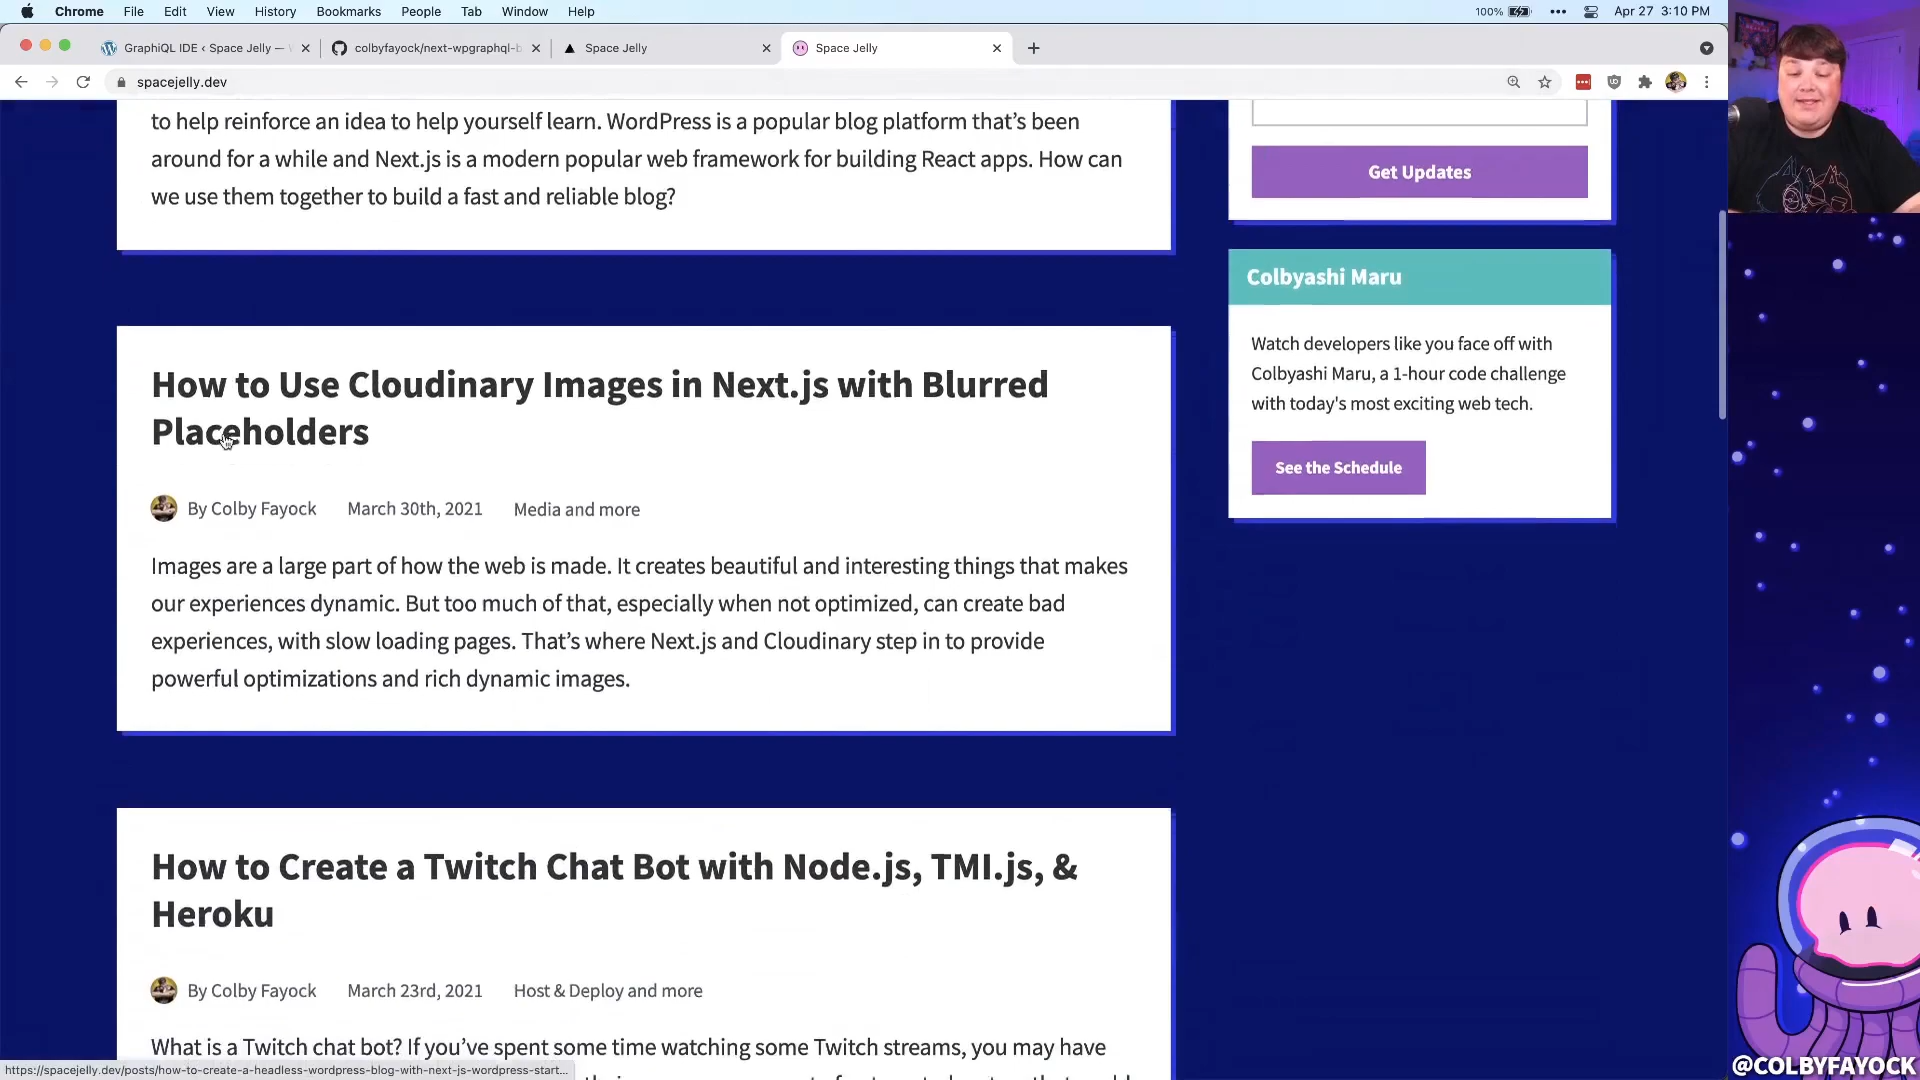 Chrome File Edit View History Bookmarks People Tab Window Help 100% Apr 27 3:10 PM
GraphiQL IDE ‹ Space Jelly —
colbyfayock/next-wpgraphql-b
Space Jelly
Space Jelly
spacejelly.dev
to help reinforce an idea to help yourself learn. WordPress is a popular blog platform that’s been
around for a while and Next.js is a modern popular web framework for building React apps. How can
we use them together to build a fast and reliable blog?
Get Updates
Colbyashi Maru
Watch developers like you face off with
Colbyashi Maru, a 1-hour code challenge
with today's most exciting web tech.
See the Schedule
How to Use Cloudinary Images in Next.js with Blurred
Placeholders
By Colby Fayock March 30th, 2021 Media and more
Images are a large part of how the web is made. It creates beautiful and interesting things that makes
our experiences dynamic. But too much of that, especially when not optimized, can create bad
experiences, with slow loading pages. That’s where Next.js and Cloudinary step in to provide
powerful optimizations and rich dynamic images.
How to Create a Twitch Chat Bot with Node.js, TMI.js, &
Heroku
By Colby Fayock March 23rd, 2021 Host & Deploy and more
What is a Twitch chat bot? If you’ve spent some time watching some Twitch streams, you may have
https://spacejelly.dev/posts/how-to-create-a-headless-wordpress-blog-with-next-js-wordpress-start...
@COLBYFAYOCK